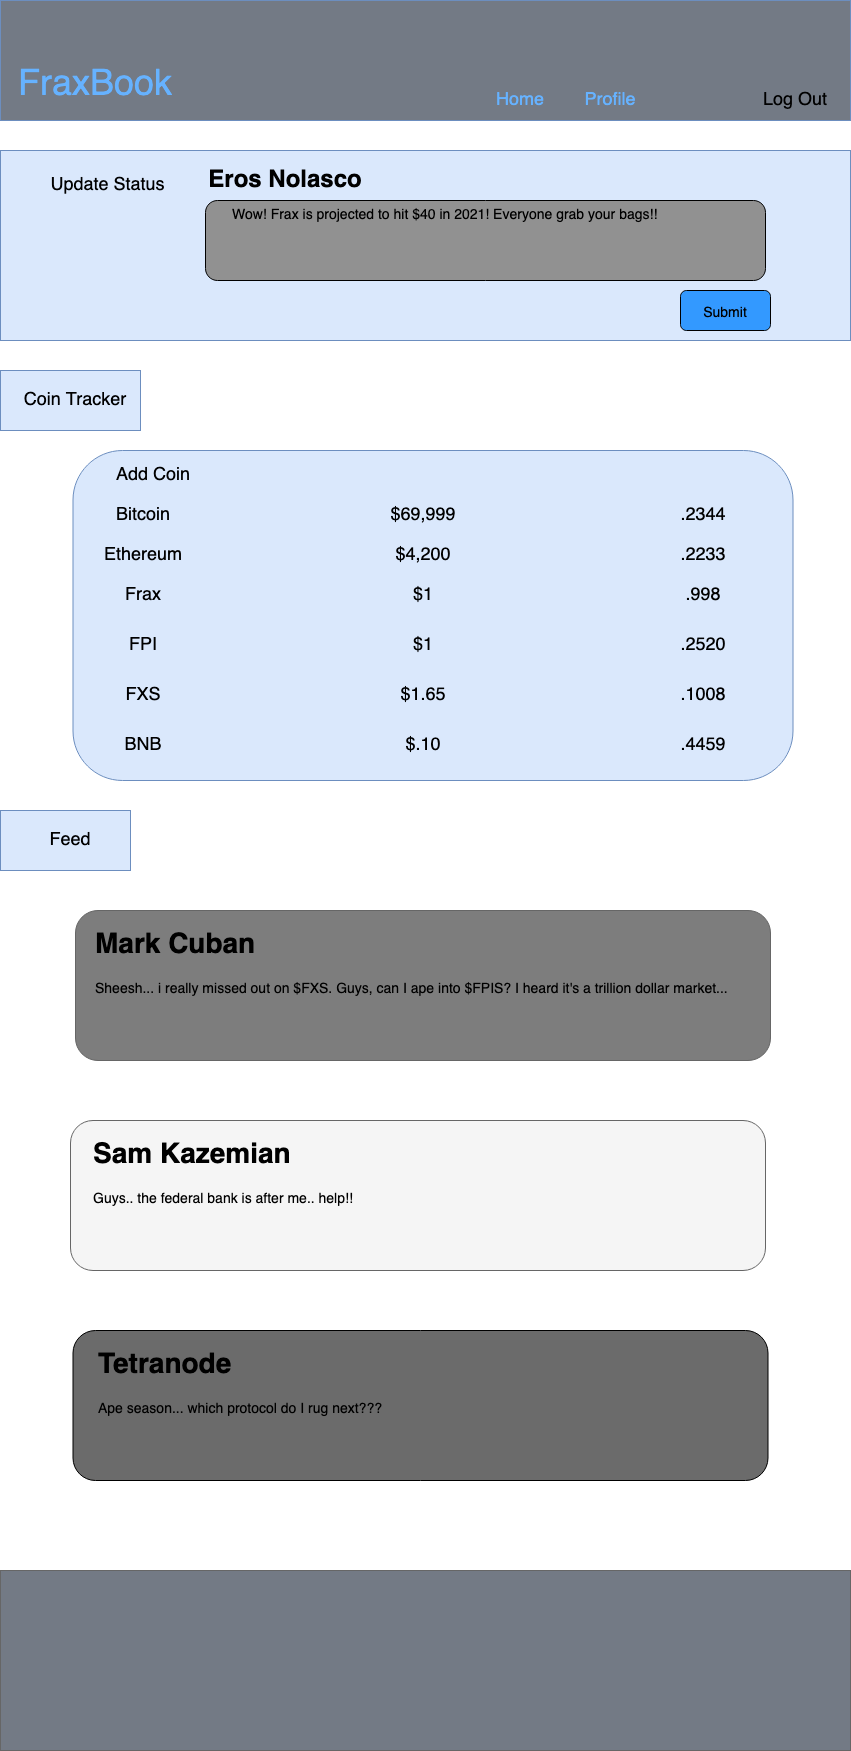 FraxBook
Home Profile Log Out
Update Status
Eros Nolasco
Wow! Frax is projected to hit $40 in 2021! Everyone grab your bags!!
Submit
Coin Tracker
Add Coin
Bitcoin $69,999 .2344
Ethereum $4,200 .2233
Frax $1 .998
FPI $1 .2520
FXS $1.65 .1008
BNB $.10 .4459
Feed
Mark Cuban
Sheesh... i really missed out on $FXS. Guys, can I ape into $FPIS? I heard it's a trillion dollar market...
Sam Kazemian
Guys.. the federal bank is after me.. help!!
Tetranode
Ape season... which protocol do I rug next???